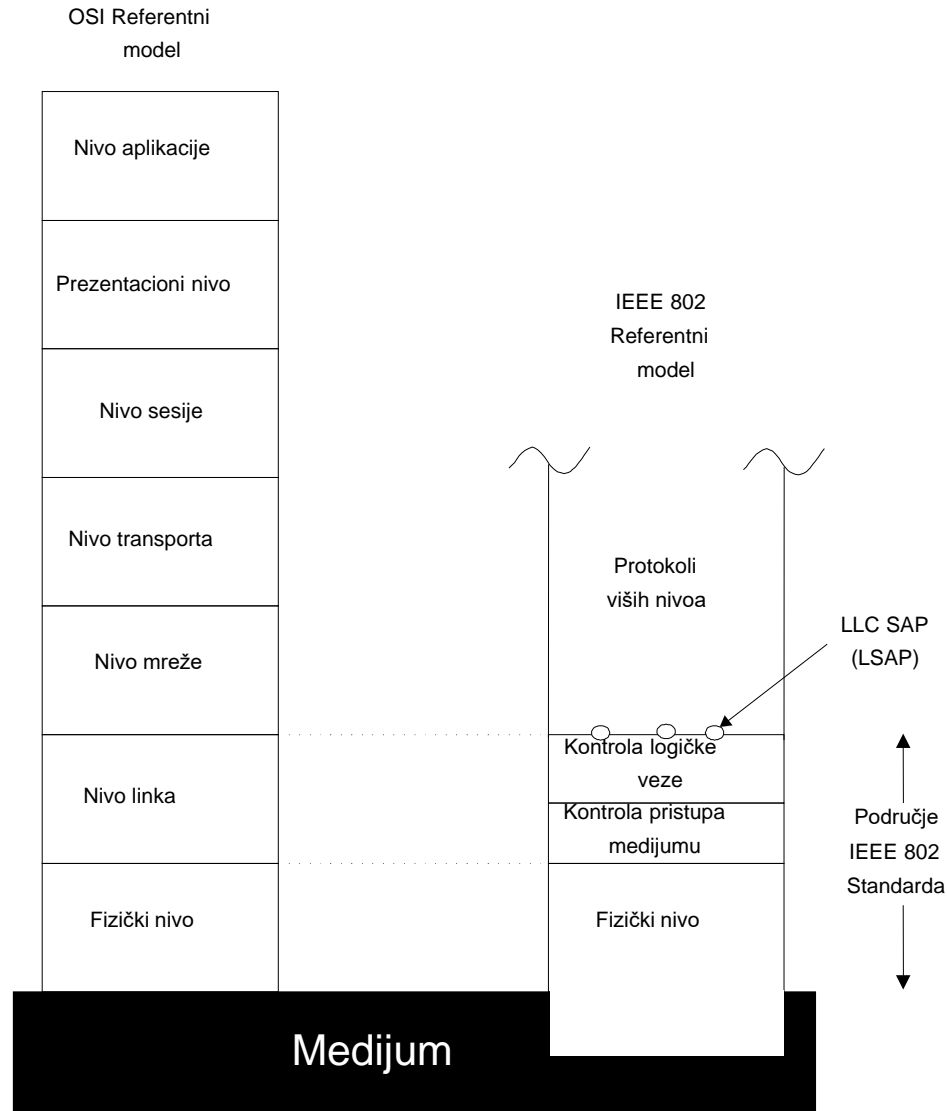 OSI Referentni
model
Nivo aplikacije
Prezentacioni nivo
Nivo sesije
Nivo transporta
Nivo mreže
Nivo linka
Fizički nivo
IEEE 802
Referentni
model
Protokoli
viših nivoa
LLC SAP
(LSAP)
Kontrola logičke
veze
Kontrola pristupa
medijumu
Fizički nivo
Područje
IEEE 802
Standarda
Medijum